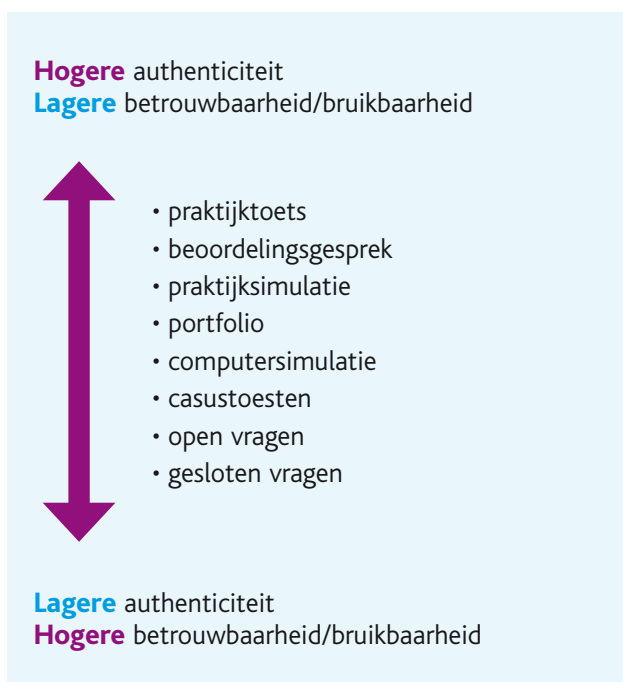 Hogere authenticiteit
Lagere betrouwbaarheid/bruikbaarheid
• praktijktoets
• beoordelingsgesprek
• praktijksimulatie
• portfolio
• computersimulatie
• casustoesten
• open vragen
• gesloten vragen
Lagere authenticiteit
Hogere betrouwbaarheid/bruikbaarheid